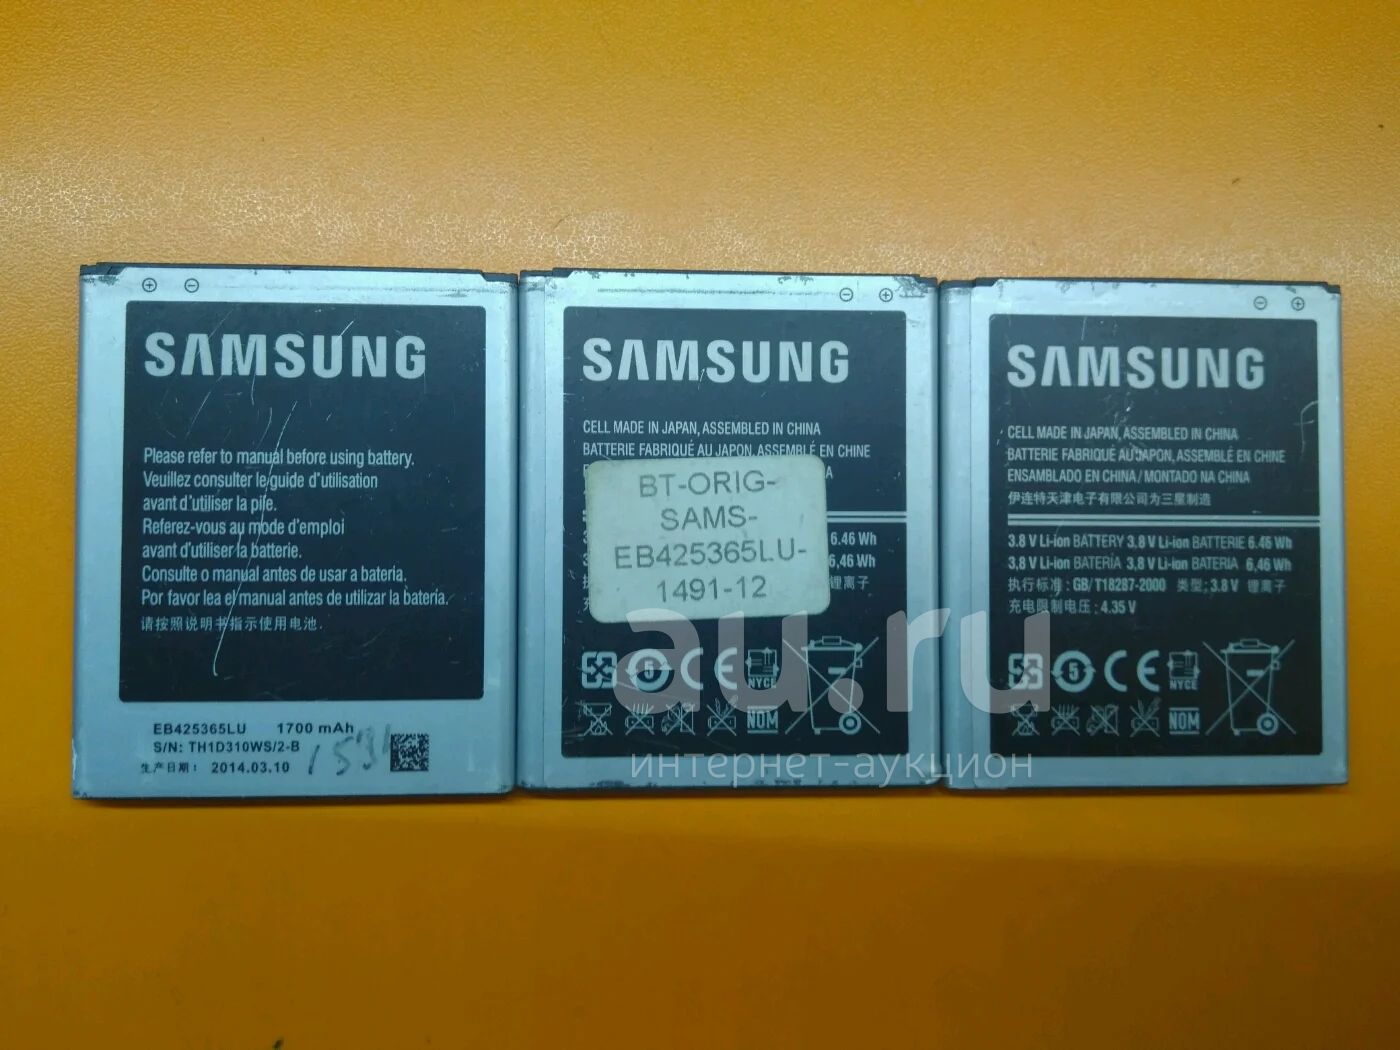 SAMSUNG
Please refer to manual before using battery.
Veuillez consulter le guide d'utilisation
avant d'utiliser la pile.
Referez-vous au mode d'emploi
avant d'utiliser la batterie.
Consulte o manual antes de usar a bateria.
Por favor lea el manual antes de utilizar la batería.
请按照说明书指示使用电池.
EB425365LU 1700 mAh
S/N: TH1D310WS/2-B
生产日期: 2014.03.10
SAMSUNG
CELL MADE IN JAPAN, ASSEMBLED IN CHINA
BATTERIE FABRIQUÉ AU JAPON, ASSEMBLÉ EN CHINE
BT-ORIG-
SAMS-
EB425365LU-
1491-12
6.46 Wh
6,46 Wh
锂离子
5
CE
NYCE
NOM
SAMSUNG
CELL MADE IN JAPAN, ASSEMBLED IN CHINA
BATTERIE FABRIQUÉ AU JAPON, ASSEMBLÉ EN CHINE
ENSAMBLADO EN CHINA/ MONTADO NA CHINA
伊连特天津电子有限公司为三星制造
3.8 V Li-ion BATTERY 3,8 V Li-ion BATTERIE 6.46 Wh
3,8 V Li-ion BATERÍA 3,8 V Li-ion BATERIA 6,46 Wh
执行标准: GB/T18287-2000 类型: 3.8 V 锂离子
充电限制电压: 4.35 V
5
CE
NYCE
NOM
au.ru
интернет-аукцион